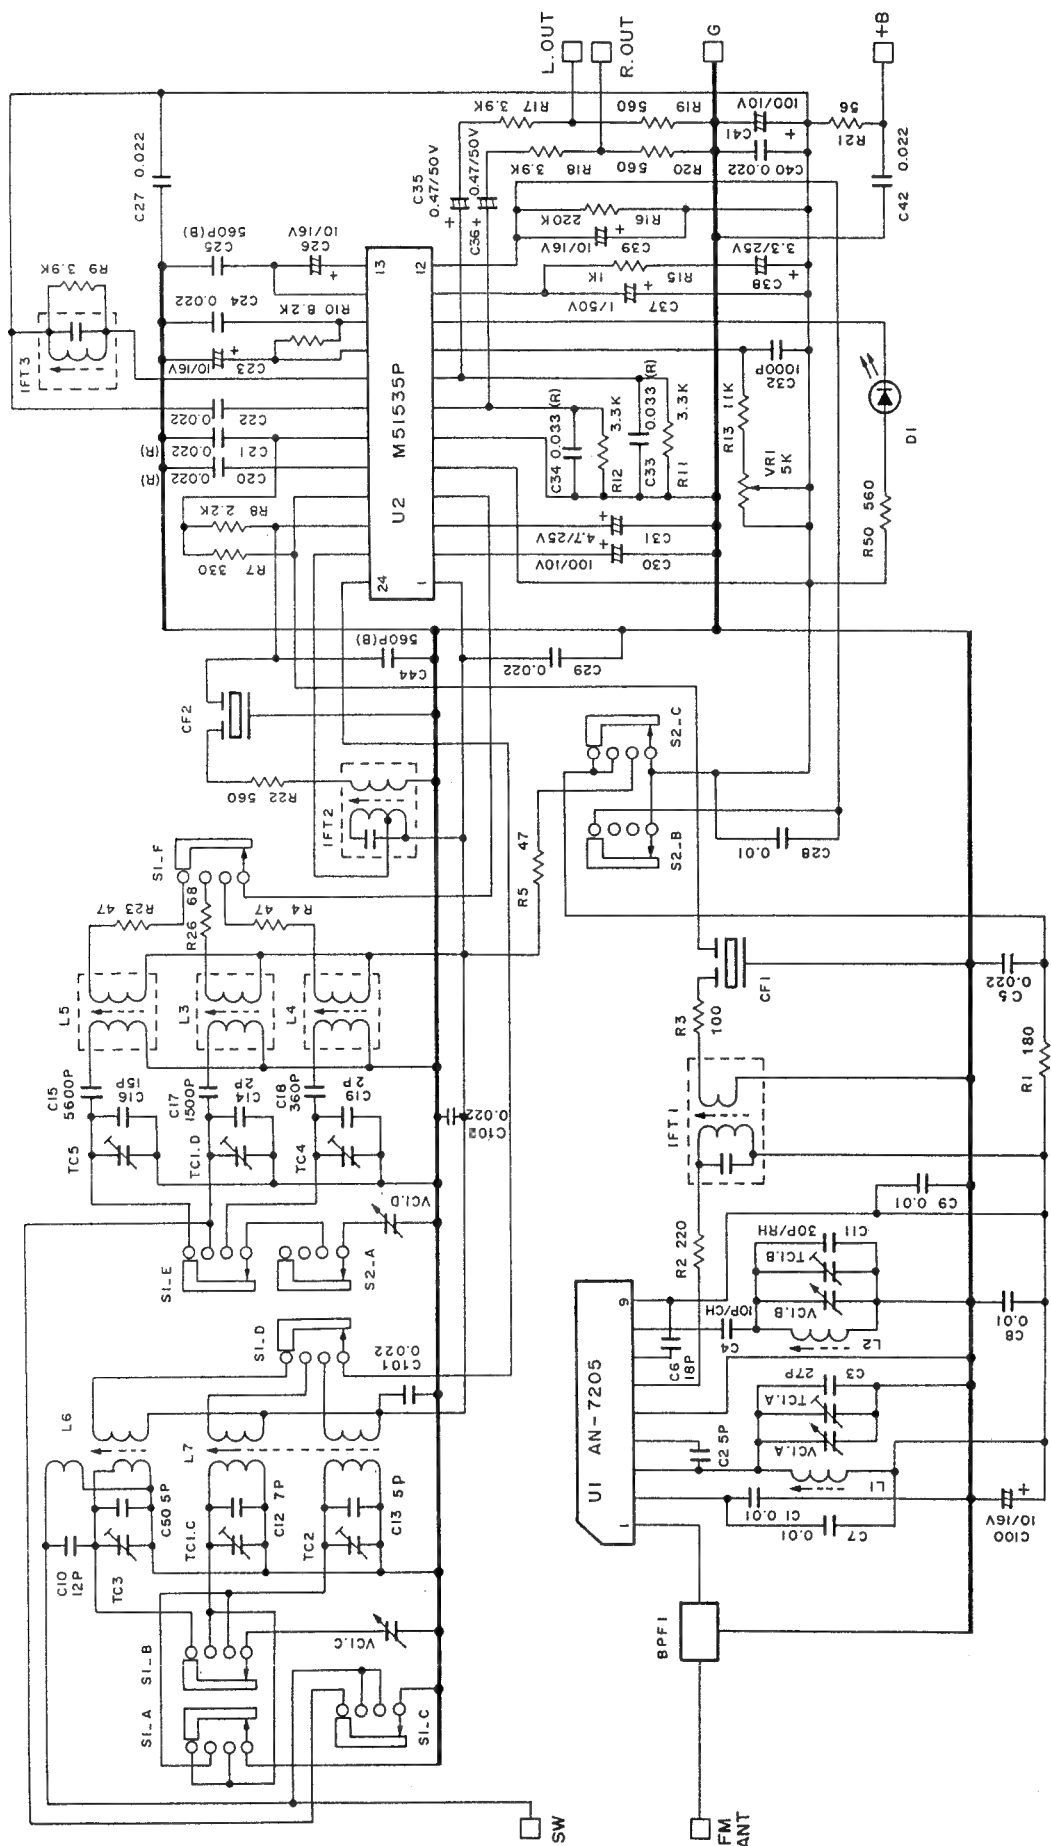 L.OUT
R.OUT
G
+B
C27 0.022
R17 3.9K
R19
560
100/10V
C41
+
56
R21
R18
3.9K
R20
560
C40 0.022
C42
0.022
C35
0.47/50V
+
C36
+
0.47/50V
C25
560P(B)
C26
10/16V
+
R9 3.9K
IFT3
C24
0.022
R10 8.2K
C23
10/16V
+
C22
0.022
C21
0.022
(R)
C20
0.022
(R)
R8 2.2K
R7
330
13
12
M51535P
U2
24
1
R16
220K
C39
10/16V
+
R15
1K
C38
3.3/25V
+
C37
1/50V
+
C32
1000P
R13 11K
VR1
5K
D1
R50 560
C34 0.033 (R)
R12
3.3K
C33
0.033 (R)
R11
3.3K
C31
4.7/25V
+
C30
100/10V
+
C44
560P(B)
C29
0.022
CF2
R22
560
IFT2
S2_C
S2_B
C28
0.01
R5
47
S1_F
R23 47
R26
68
R4 47
L5
L3
L4
C15
5600P
C16
15P
C17
1500P
C14
2P
C18
360P
C19
2P
TC5
TC1.D
TC4
C102
0.022
VC1.D
S1_E
S2_A
S1_D
C101
0.022
L6
L7
C10
12P
C50 5P
TC3
TC1.C
C12
7P
TC2
C13
5P
S1_B
S1_A
VC1.C
S1_C
SW
CF1
R3
100
IFT1
C5
0.022
R1
180
R2 220
C9 0.01
C11
30P/RH
TC1.B
VC1.B
L2
C4
10P/CH
C6
18P
C8
0.01
9
U1 AN-7205
1
C2 5P
C3
27P
TC1.A
VC1.A
L1
C1 0.01
C7
0.01
C100
10/16V
+
BPF1
FM
ANT